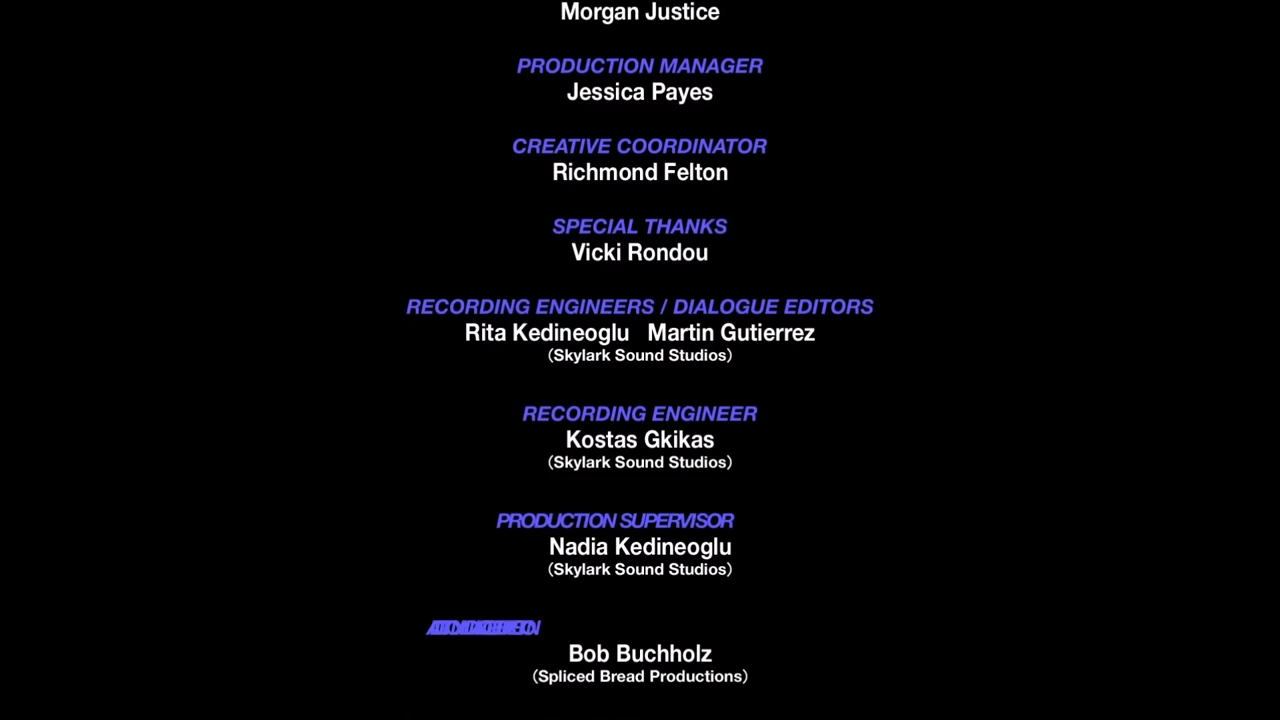 Morgan Justice
PRODUCTION MANAGER
Jessica Payes
CREATIVE COORDINATOR
Richmond Felton
SPECIAL THANKS
Vicki Rondou
RECORDING ENGINEERS / DIALOGUE EDITORS
Rita Kedineoglu Martin Gutierrez
(Skylark Sound Studios)
RECORDING ENGINEER
Kostas Gkikas
(Skylark Sound Studios)
PRODUCTION SUPERVISOR
Nadia Kedineoglu
(Skylark Sound Studios)
Bob Buchholz
(Spliced Bread Productions)